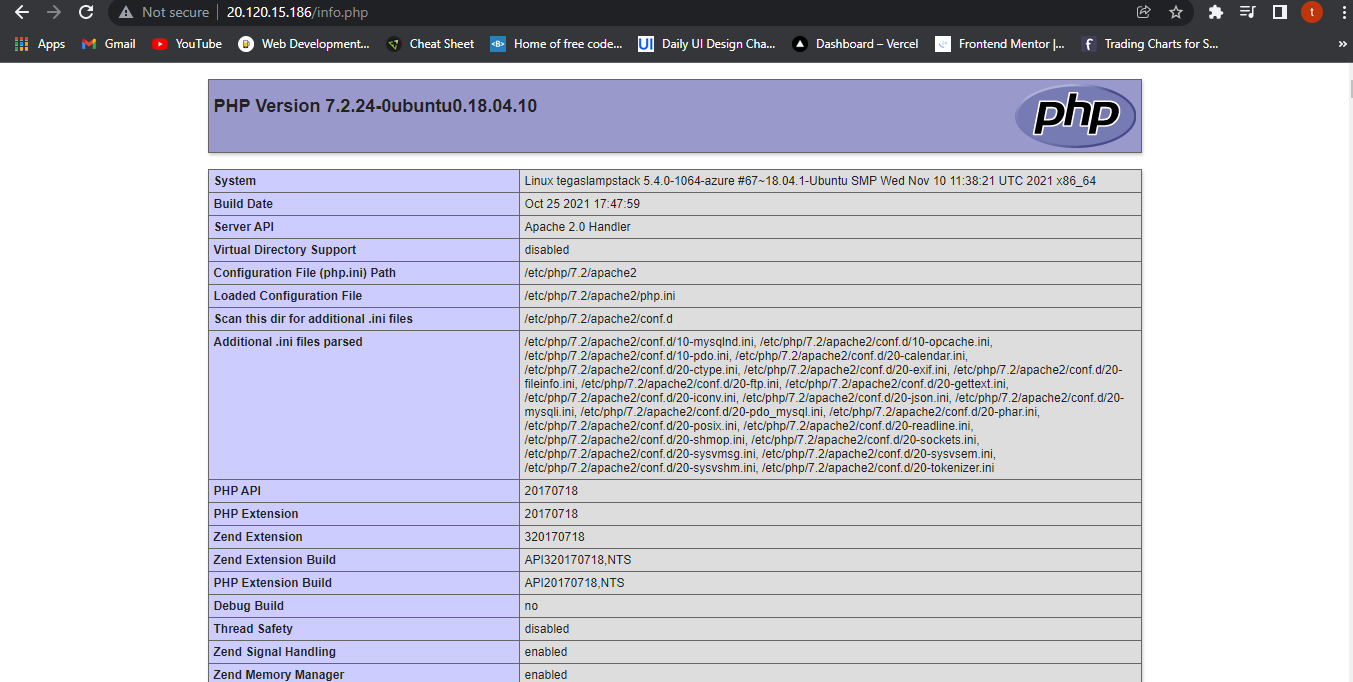 Not secure | 20.120.15.186/info.php
t
Apps Gmail YouTube Web Development... Cheat Sheet Home of free code... Daily UI Design Cha... Dashboard – Vercel Frontend Mentor |... Trading Charts for S... »
PHP Version 7.2.24-0ubuntu0.18.04.10
php
System Linux tegaslampstack 5.4.0-1064-azure #67~18.04.1-Ubuntu SMP Wed Nov 10 11:38:21 UTC 2021 x86_64
Build Date Oct 25 2021 17:47:59
Server API Apache 2.0 Handler
Virtual Directory Support disabled
Configuration File (php.ini) Path /etc/php/7.2/apache2
Loaded Configuration File /etc/php/7.2/apache2/php.ini
Scan this dir for additional .ini files /etc/php/7.2/apache2/conf.d
Additional .ini files parsed /etc/php/7.2/apache2/conf.d/10-mysqlnd.ini, /etc/php/7.2/apache2/conf.d/10-opcache.ini,
/etc/php/7.2/apache2/conf.d/10-pdo.ini, /etc/php/7.2/apache2/conf.d/20-calendar.ini,
/etc/php/7.2/apache2/conf.d/20-ctype.ini, /etc/php/7.2/apache2/conf.d/20-exif.ini, /etc/php/7.2/apache2/conf.d/20-
fileinfo.ini, /etc/php/7.2/apache2/conf.d/20-ftp.ini, /etc/php/7.2/apache2/conf.d/20-gettext.ini,
/etc/php/7.2/apache2/conf.d/20-iconv.ini, /etc/php/7.2/apache2/conf.d/20-json.ini, /etc/php/7.2/apache2/conf.d/20-
mysqli.ini, /etc/php/7.2/apache2/conf.d/20-pdo_mysql.ini, /etc/php/7.2/apache2/conf.d/20-phar.ini,
/etc/php/7.2/apache2/conf.d/20-posix.ini, /etc/php/7.2/apache2/conf.d/20-readline.ini,
/etc/php/7.2/apache2/conf.d/20-shmop.ini, /etc/php/7.2/apache2/conf.d/20-sockets.ini,
/etc/php/7.2/apache2/conf.d/20-sysvmsg.ini, /etc/php/7.2/apache2/conf.d/20-sysvsem.ini,
/etc/php/7.2/apache2/conf.d/20-sysvshm.ini, /etc/php/7.2/apache2/conf.d/20-tokenizer.ini
PHP API 20170718
PHP Extension 20170718
Zend Extension 320170718
Zend Extension Build API320170718,NTS
PHP Extension Build API20170718,NTS
Debug Build no
Thread Safety disabled
Zend Signal Handling enabled
Zend Memory Manager enabled